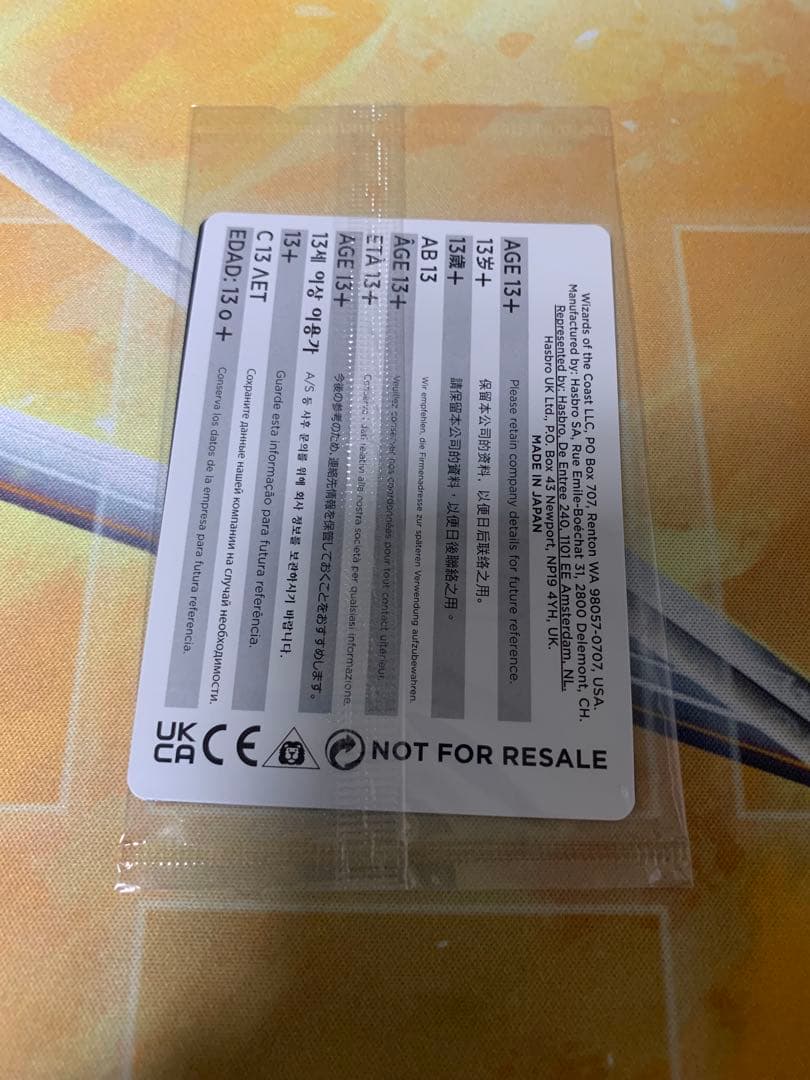 Wizards of the Coast LLC, PO Box 707, Renton WA 98057-0707, USA.
Manufactured by: Hasbro SA, Rue Emile-Boéchat 31, 2800 Delemont, CH.
Represented by: Hasbro, De Entree 240, 1101 EE Amsterdam, NL.
Hasbro UK Ltd., P.O. Box 43 Newport, NP19 4YH, UK.
MADE IN JAPAN
AGE 13+ Please retain company details for future reference.
13岁+ 保留本公司的资料，以便日后联络之用。
13歲+ 請保留本公司的資料，以便日後聯絡之用。
AB 13 Wir empfehlen, die Firmenadresse zur späteren Verwendung aufzubewahren.
ÂGE 13+ Veuillez conserver nos coordonnées pour tout contact ultérieur.
ETÀ 13+ Conservare i dati relativi alla nostra società per qualsiasi informazione.
AGE 13+ 今後の参考のため、連絡先情報を保管しておくことをおすすめします。
13세 이상 이용가 A/S 등 사후 문의를 위해 회사 정보를 보관하시기 바랍니다.
13+ Guarde esta informação para futura referência.
С 13 ЛЕТ Сохраните данные нашей компании на случай необходимости.
EDAD: 13 o + Conserva los datos de la empresa para futura referencia.
UK
CA CE NOT FOR RESALE